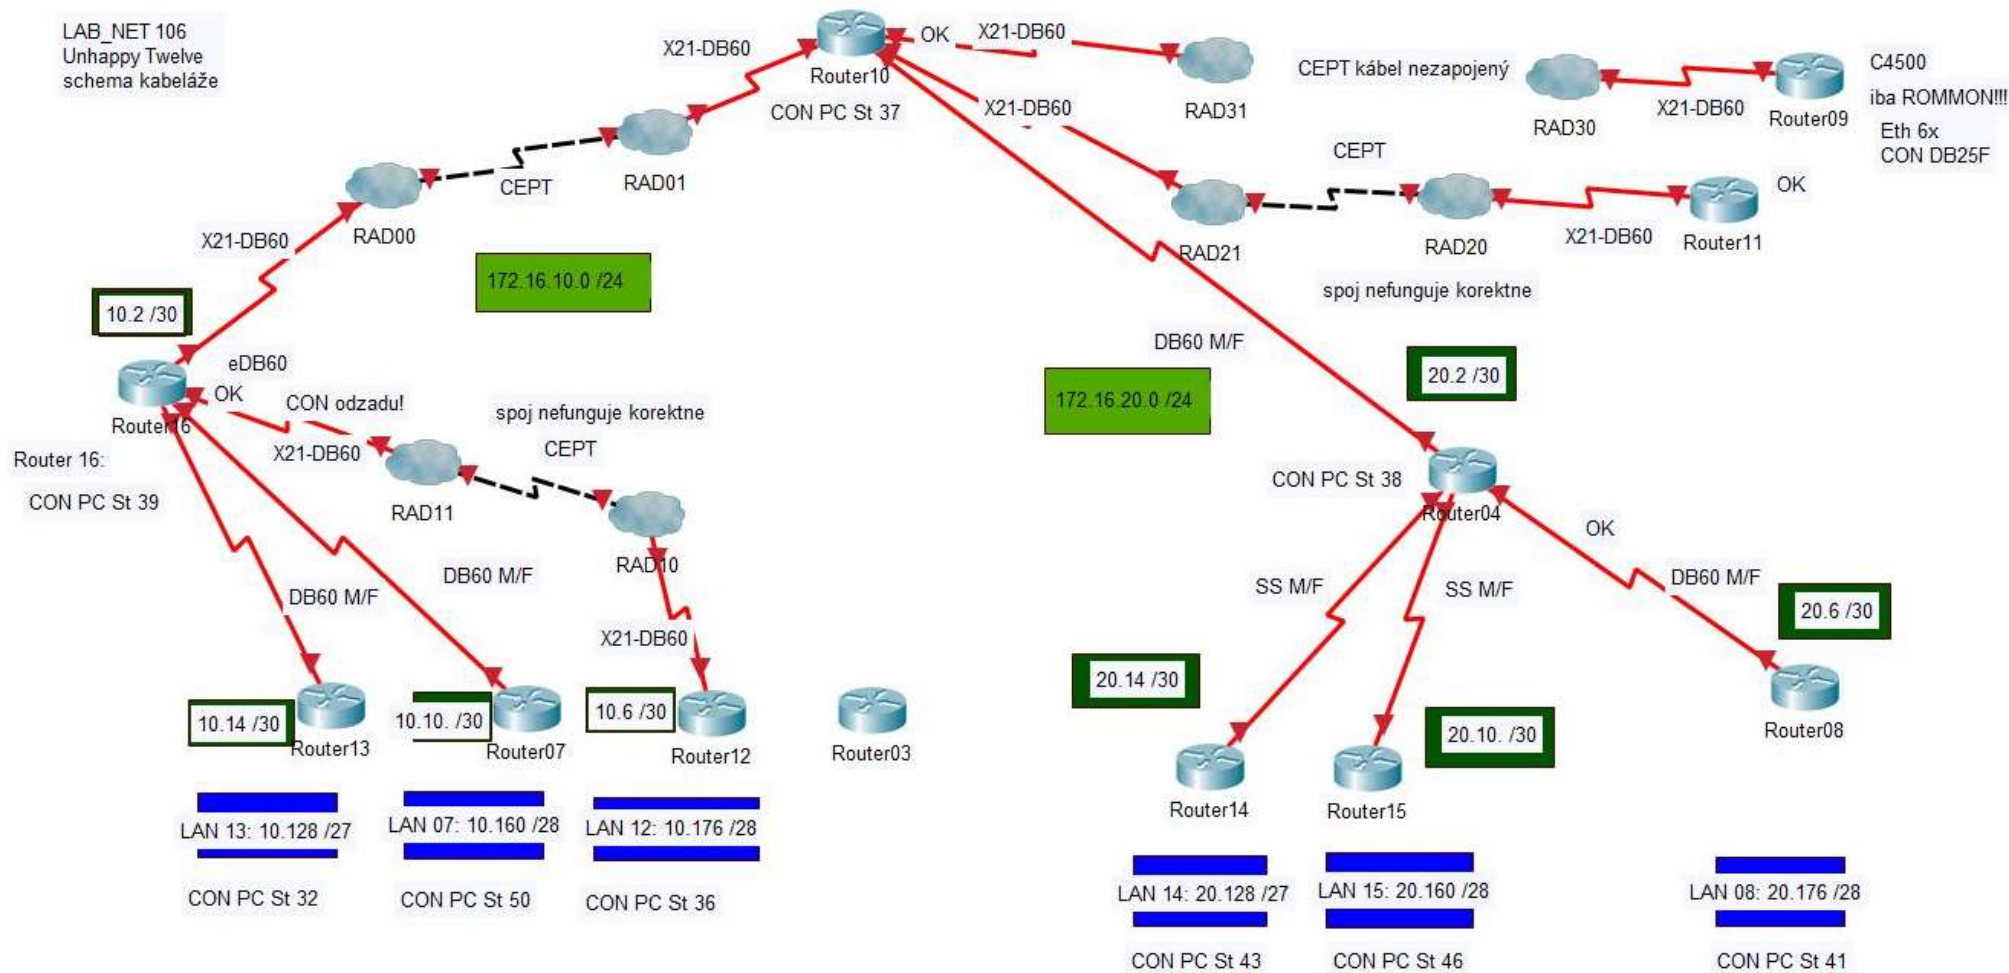 LAB_NET 106
Unhappy Twelve
schema kabeláže
X21-DB60
Router10
CON PC St 37
OK
X21-DB60
RAD31
CEPT kábel nezapojený
RAD30
X21-DB60
Router09
C4500
iba ROMMON!!!
Eth 6x
CON DB25F
X21-DB60
RAD01
CEPT
RAD00
X21-DB60
RAD21
CEPT
RAD20
X21-DB60
Router11
OK
spoj nefunguje korektne
172.16.10.0 /24
10.2 /30
eDB60
OK
Router16
Router 16:
CON PC St 39
CON odzadu!
X21-DB60
RAD11
spoj nefunguje korektne
CEPT
RAD10
X21-DB60
DB60 M/F
DB60 M/F
DB60 M/F
172.16.20.0 /24
20.2 /30
CON PC St 38
Router04
OK
SS M/F
SS M/F
DB60 M/F
20.6 /30
Router08
10.14 /30
Router13
10.10. /30
Router07
10.6 /30
Router12
Router03
20.14 /30
Router14
20.10. /30
Router15
LAN 13: 10.128 /27
LAN 07: 10.160 /28
LAN 12: 10.176 /28
CON PC St 32
CON PC St 50
CON PC St 36
LAN 14: 20.128 /27
LAN 15: 20.160 /28
LAN 08: 20.176 /28
CON PC St 43
CON PC St 46
CON PC St 41